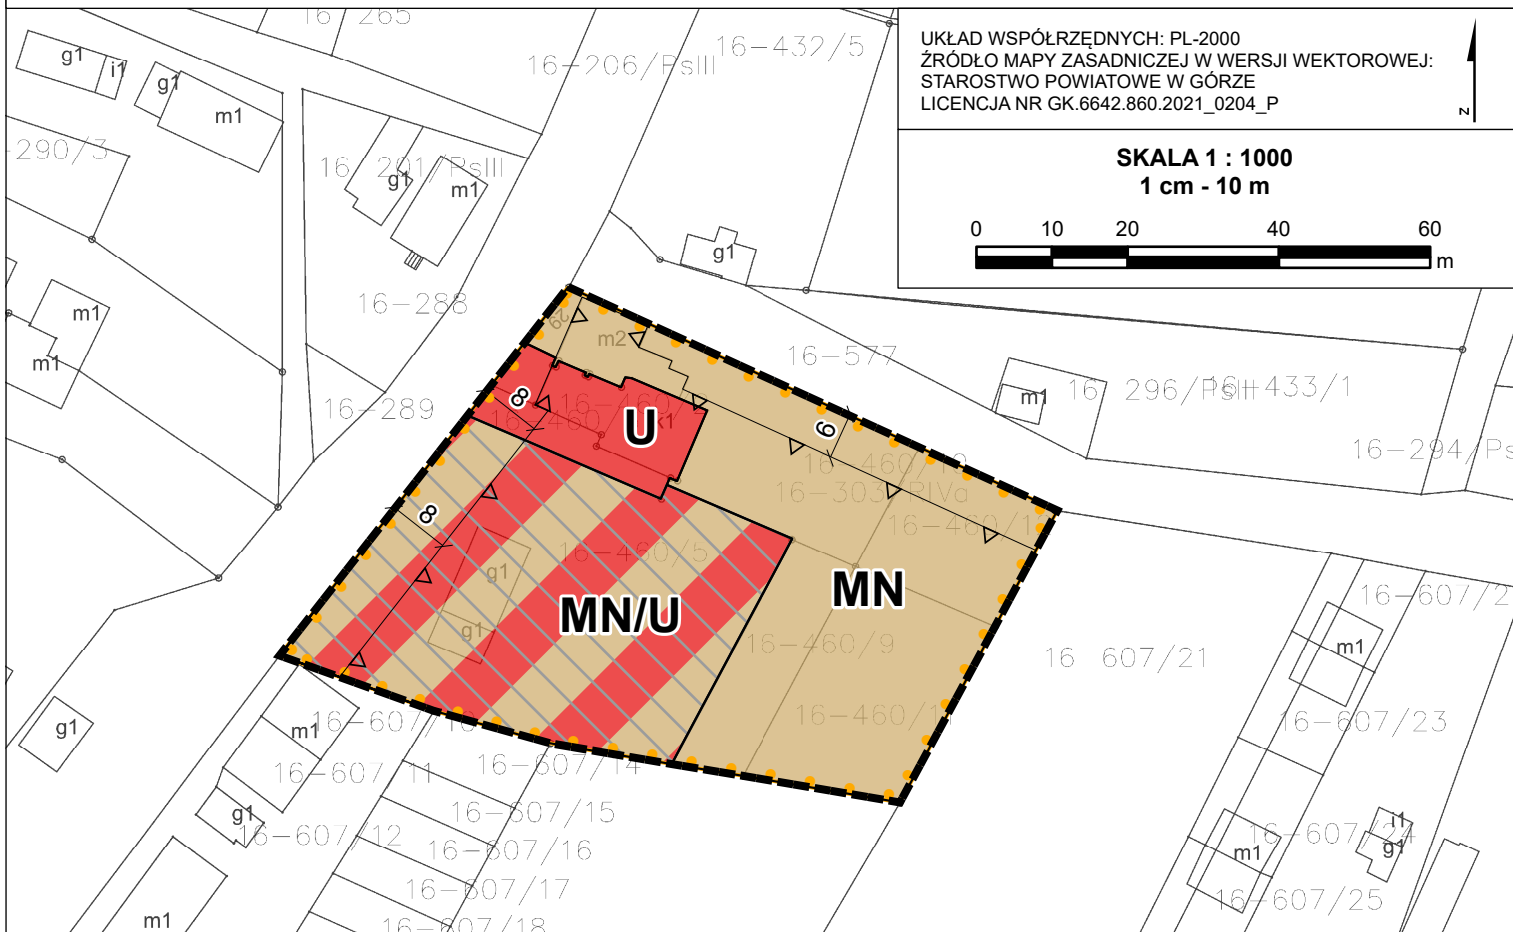 UKŁAD WSPÓŁRZĘDNYCH: PL-2000
ŹRÓDŁO MAPY ZASADNICZEJ W WERSJI WEKTOROWEJ:
STAROSTWO POWIATOWE W GÓRZE
LICENCJA NR GK.6642.860.2021_0204_P
z
SKALA 1 : 1000
1 cm - 10 m
0 10 20 40 60
m
16-265
16-432/5
16-206/PsIII
g1
i1
g1
m1
-290/3
16 201/PsIII
g1
m1
g1
16-288
m1
m1
29
m2
16-577
m1
16 296/PsIII
16-433/1
16-289
8
16-460
U
k1
6
16-294/Ps
16-303
16-460/5
8
g1
g1
MN/U
MN
16-460/9
16 607/21
16-607/2
m1
16-607/23
g1
m1
16-607/11
16-607/14
16-607/15
g1
16-607/12
16-607/16
16-607/17
m1
16-607/18
i1
g1
16-607/24
m1
16-607/25